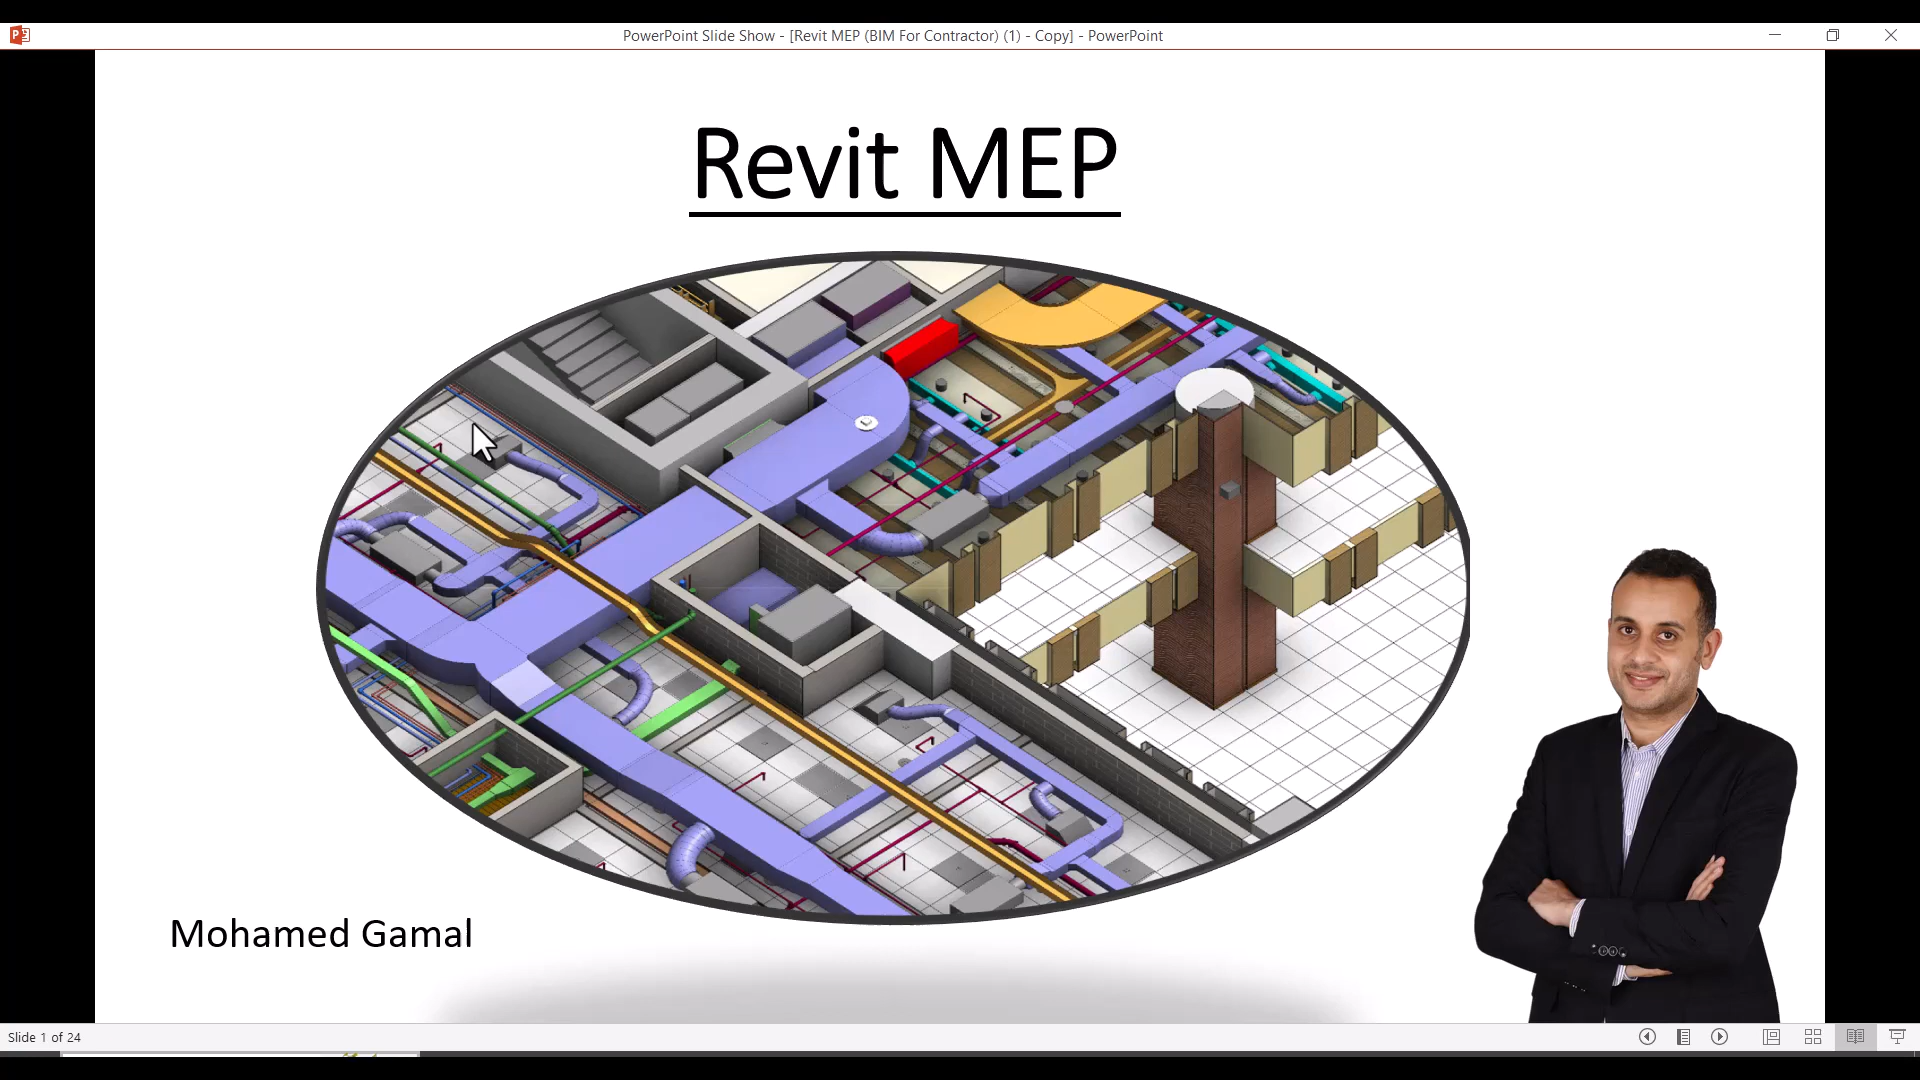 PowerPoint Slide Show - [Revit MEP (BIM For Contractor) (1) - Copy] - PowerPoint
Revit MEP
Mohamed Gamal
Slide 1 of 24